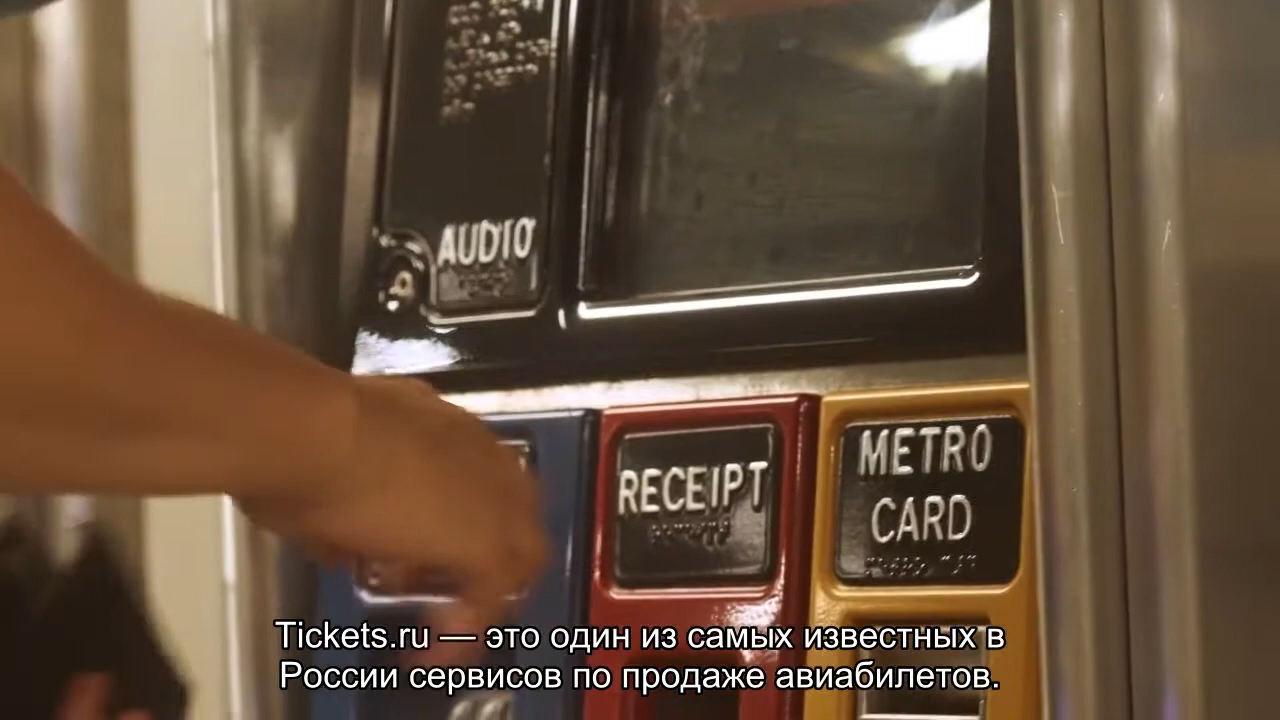 AUDIO
RECEIPT
METRO
CARD
Tickets.ru — это один из самых известных в
России сервисов по продаже авиабилетов.